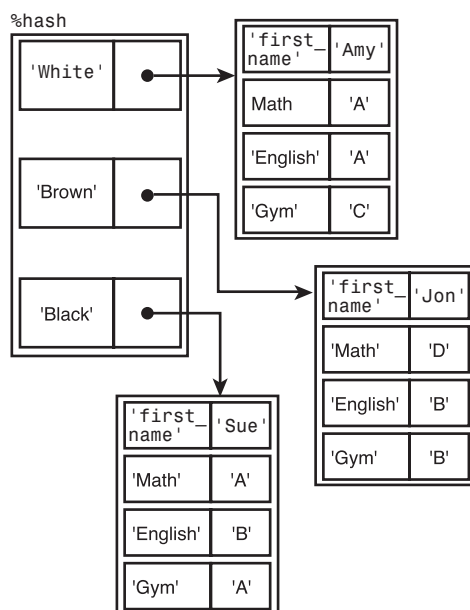 %hash
'White'
'first_
name' 'Amy'
Math 'A'
'English' 'A'
'Gym' 'C'
'Brown'
'first_
name' 'Jon'
'Math' 'D'
'English' 'B'
'Gym' 'B'
'Black'
'first_
name' 'Sue'
'Math' 'A'
'English' 'B'
'Gym' 'A'